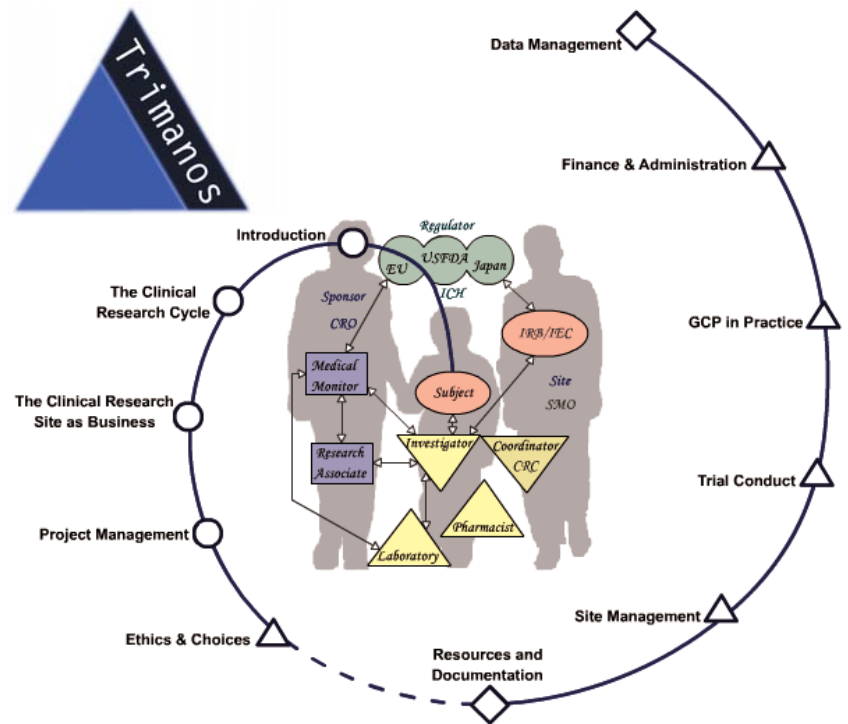 Trimanos
Data Management
Finance & Administration
GCP in Practice
Trial Conduct
Site Management
Resources and
Documentation
Ethics & Choices
Project Management
The Clinical Research
Site as Business
The Clinical
Research Cycle
Introduction
Regulator
EU
USFDA
Japan
ICH
Sponsor
CRO
IRB/IEC
Medical
Monitor
Subject
Site
SMO
Research
Associate
Investigator
Coordinator
CRC
Laboratory
Pharmacist